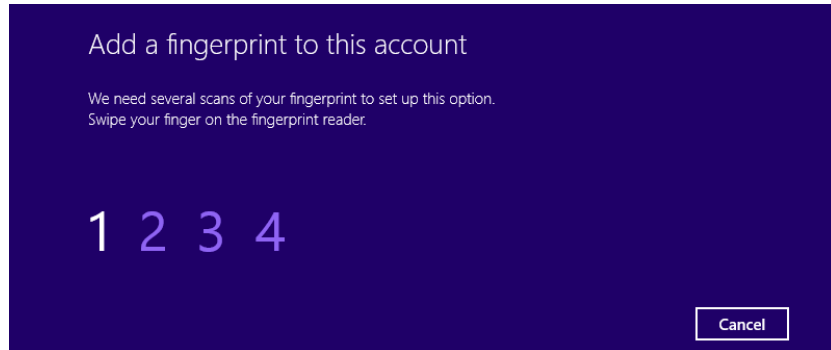 Add a fingerprint to this account
We need several scans of your fingerprint to set up this option.
Swipe your finger on the fingerprint reader.
1 2 3 4
Cancel